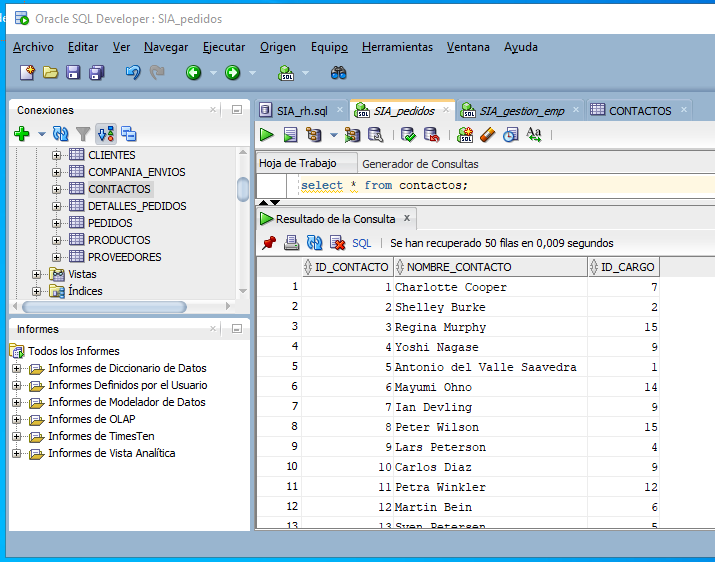 Oracle SQL Developer : SIA_pedidos
Archivo Editar Ver Navegar Ejecutar Origen Equipo Herramientas Ventana Ayuda
Conexiones
CLIENTES
COMPANIA_ENVIOS
CONTACTOS
DETALLES_PEDIDOS
PEDIDOS
PRODUCTOS
PROVEEDORES
Vistas
Índices
Informes
Todos los Informes
Informes de Diccionario de Datos
Informes Definidos por el Usuario
Informes de Modelador de Datos
Informes de OLAP
Informes de TimesTen
Informes de Vista Analítica
SIA_rh.sql SIA_pedidos SIA_gestion_emp CONTACTOS
Hoja de Trabajo Generador de Consultas
select * from contactos;
Resultado de la Consulta x
SQL | Se han recuperado 50 filas en 0,009 segundos
ID_CONTACTO NOMBRE_CONTACTO ID_CARGO
1 1 Charlotte Cooper 7
2 2 Shelley Burke 2
3 3 Regina Murphy 15
4 4 Yoshi Nagase 9
5 5 Antonio del Valle Saavedra 1
6 6 Mayumi Ohno 14
7 7 Ian Devling 9
8 8 Peter Wilson 15
9 9 Lars Peterson 4
10 10 Carlos Diaz 9
11 11 Petra Winkler 12
12 12 Martin Bein 6
13 13 Sven Petersen 5